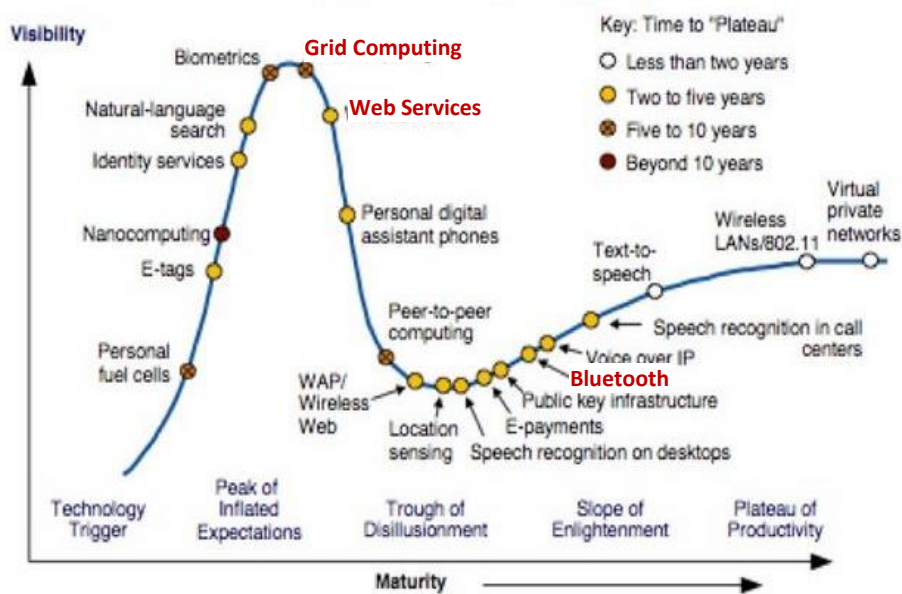 Visibility
Key: Time to "Plateau"
Less than two years
Two to five years
Five to 10 years
Beyond 10 years
Biometrics
Grid Computing
Natural-language
search
Web Services
Identity services
Nanocomputing
E-tags
Personal
fuel cells
Personal digital
assistant phones
Peer-to-peer
computing
WAP/
Wireless
Web
Location
sensing
Speech recognition on desktops
E-payments
Public key infrastructure
Bluetooth
Voice over IP
Speech recognition in call
centers
Text-to-
speech
Wireless
LANs/802.11
Virtual
private
networks
Technology
Trigger
Peak of
Inflated
Expectations
Trough of
Disillusionment
Slope of
Enlightenment
Plateau of
Productivity
Maturity